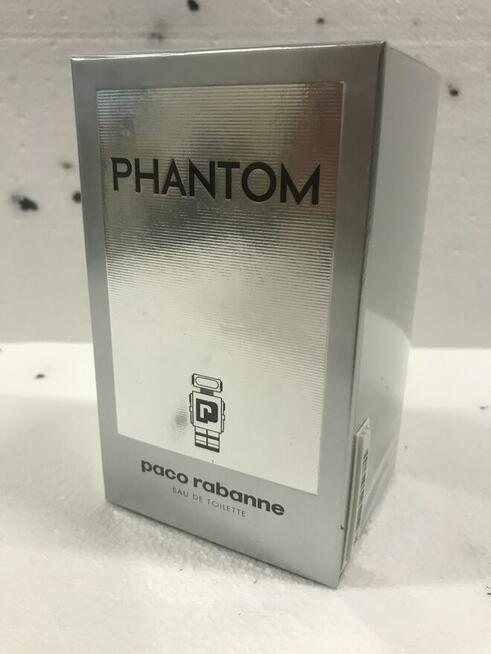 PHANTOM
P
paco rabanne
EAU DE TOILETTE